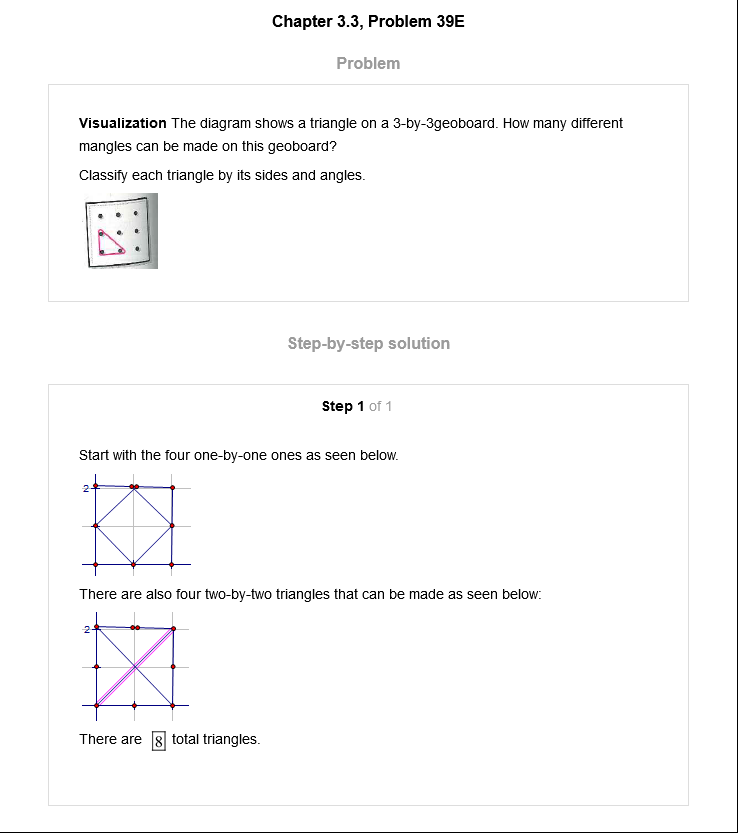 Chapter 3.3, Problem 39E
Problem
Visualization The diagram shows a triangle on a 3-by-3geoboard. How many different
mangles can be made on this geoboard?
Classify each triangle by its sides and angles.
Step-by-step solution
Step 1 of 1
Start with the four one-by-one ones as seen below.
2
There are also four two-by-two triangles that can be made as seen below:
2
There are 8 total triangles.